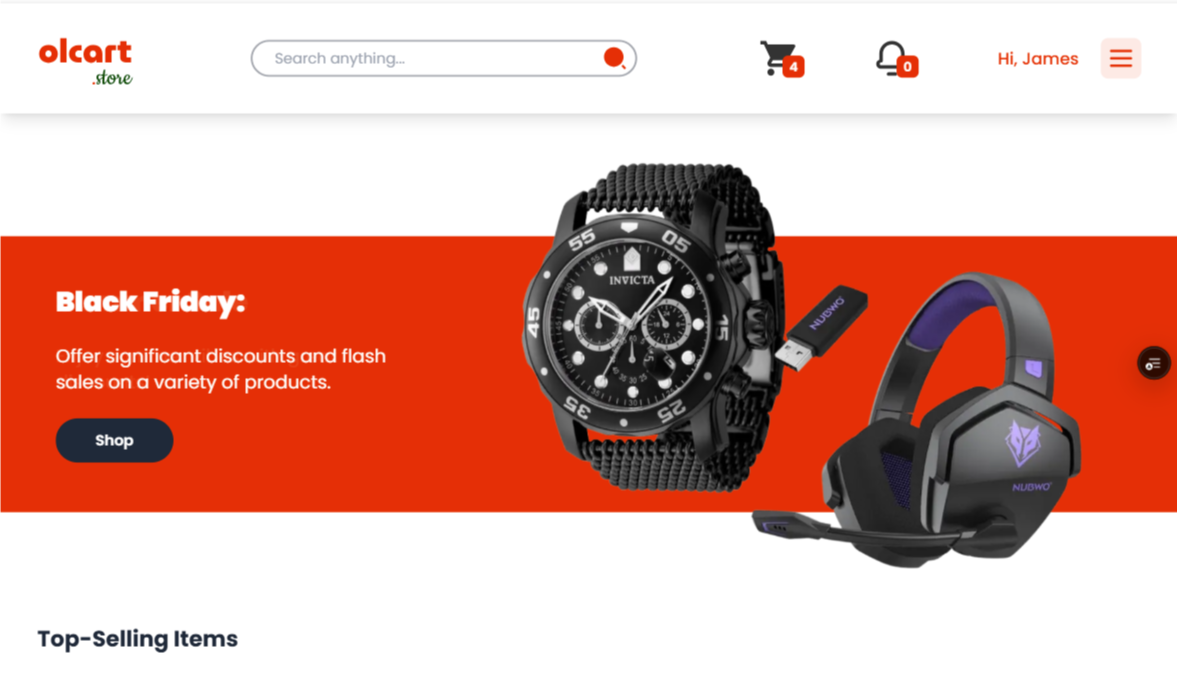 olcart
.store
Search anything...
4
0
Hi, James
Black Friday:
Offer significant discounts and flash
sales on a variety of products.
Shop
55
05
INVICTA
45
15
35
25
NUBWO
NUBWO
Top-Selling Items